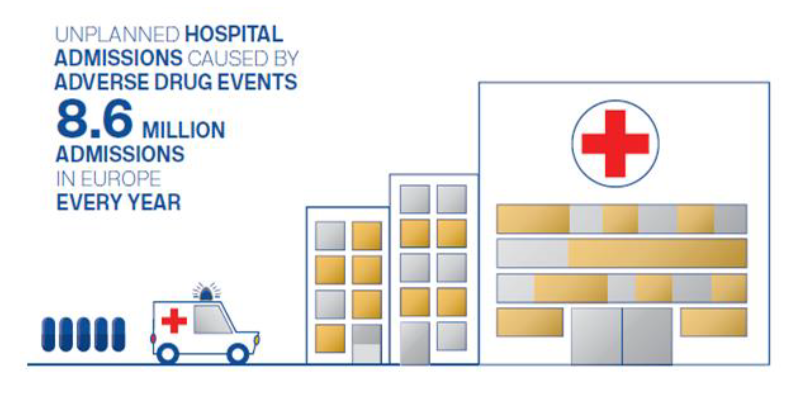 UNPLANNED HOSPITAL
ADMISSIONS CAUSED BY
ADVERSE DRUG EVENTS
8.6 MILLION
ADMISSIONS
IN EUROPE
EVERY YEAR